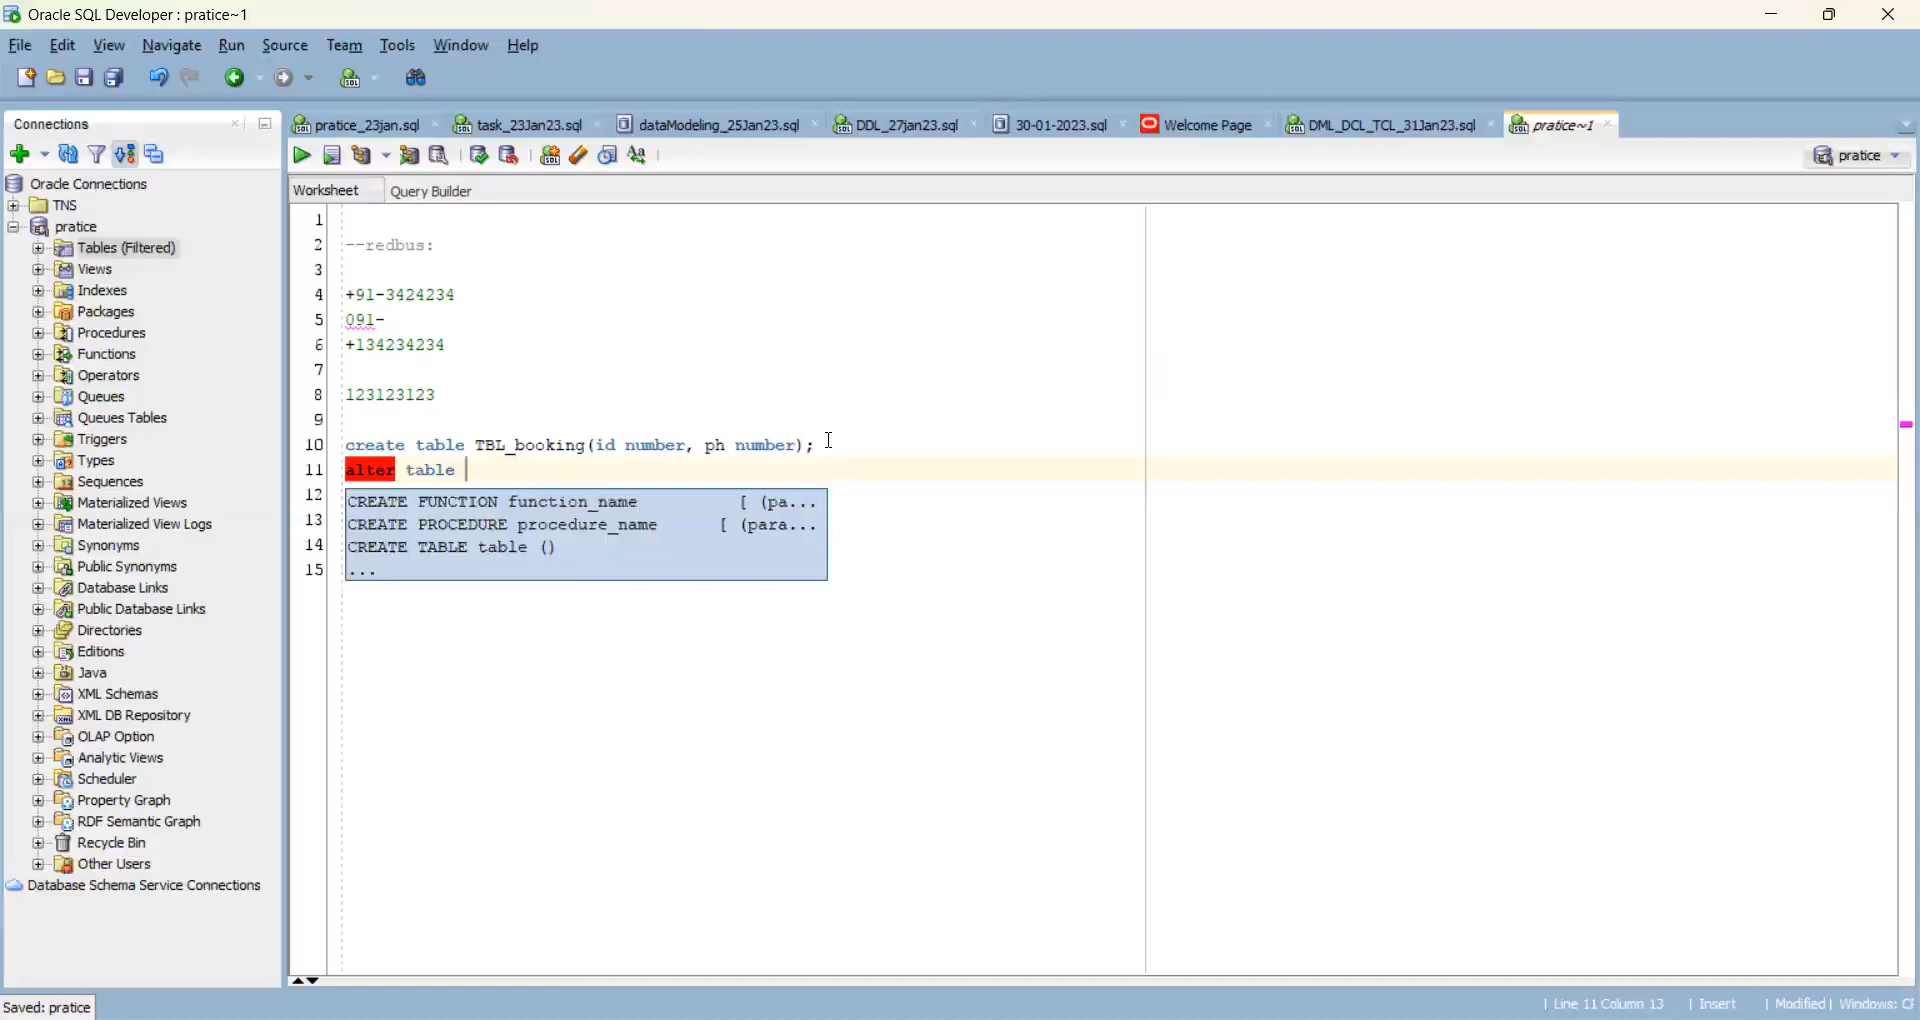 Oracle SQL Developer : pratice~1
File Edit View Navigate Run Source Team Tools Window Help
Connections
pratice_23jan.sql task_23Jan23.sql dataModeling_25Jan23.sql DDL_27jan23.sql 30-01-2023.sql Welcome Page DML_DCL_TCL_31Jan23.sql pratice~1
pratice
Worksheet Query Builder
Oracle Connections
TNS
pratice
Tables (Filtered)
Views
Indexes
Packages
Procedures
Functions
Operators
Queues
Queues Tables
Triggers
Types
Sequences
Materialized Views
Materialized View Logs
Synonyms
Public Synonyms
Database Links
Public Database Links
Directories
Editions
Java
XML Schemas
XML DB Repository
OLAP Option
Analytic Views
Scheduler
Property Graph
RDF Semantic Graph
Recycle Bin
Other Users
Database Schema Service Connections
1
2 --redbus:
3
4 +91-3424234
5 091-
6 +134234234
7
8 123123123
9
10 create table TBL_booking(id number, ph number);
11 alter table
12 CREATE FUNCTION function_name [ (pa...
13 CREATE PROCEDURE procedure_name [ (para...
14 CREATE TABLE table ()
15 ...
Saved: pratice
Line 11 Column 13 | Insert | Modified | Windows: CF